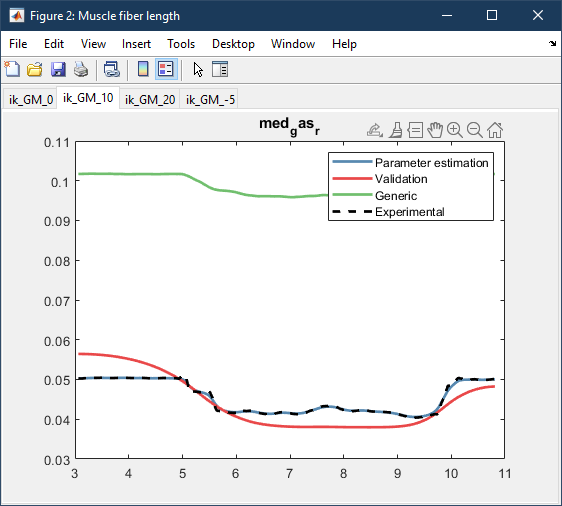 Figure 2: Muscle fiber length
File Edit View Insert Tools Desktop Window Help
ik_GM_0 ik_GM_10 ik_GM_20 ik_GM_-5
med_gas_r
0.11
0.1
0.09
0.08
0.07
0.06
0.05
0.04
0.03
Parameter estimation
Validation
Generic
Experimental
3 4 5 6 7 8 9 10 11